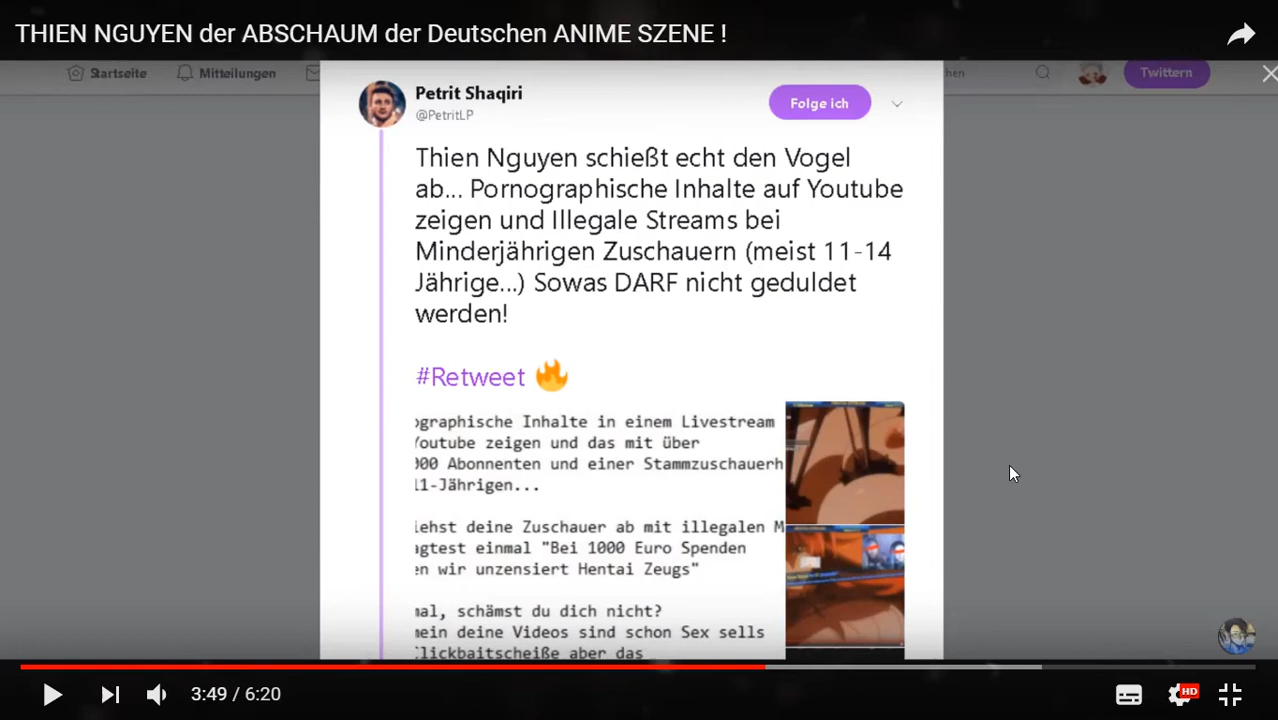 THIEN NGUYEN der ABSCHAUM der Deutschen ANIME SZENE !
Startseite Mitteilungen
Twittern
Petrit Shaqiri
@PetritLP
Folge ich
Thien Nguyen schießt echt den Vogel
ab... Pornographische Inhalte auf Youtube
zeigen und Illegale Streams bei
Minderjährigen Zuschauern (meist 11-14
Jährige...) Sowas DARF nicht geduldet
werden!
#Retweet 🔥
ographische Inhalte in einem Livestream
Youtube zeigen und das mit über
000 Abonnenten und einer Stammzuschauerh
11-Jährigen...
iehst deine Zuschauer ab mit illegalen M
agtest einmal "Bei 1000 Euro Spenden
en wir unzensiert Hentai Zeugs"
mal, schämst du dich nicht?
mein deine Videos sind schon Sex sells
Clickbaitscheiße aber das
3:49 / 6:20
HD